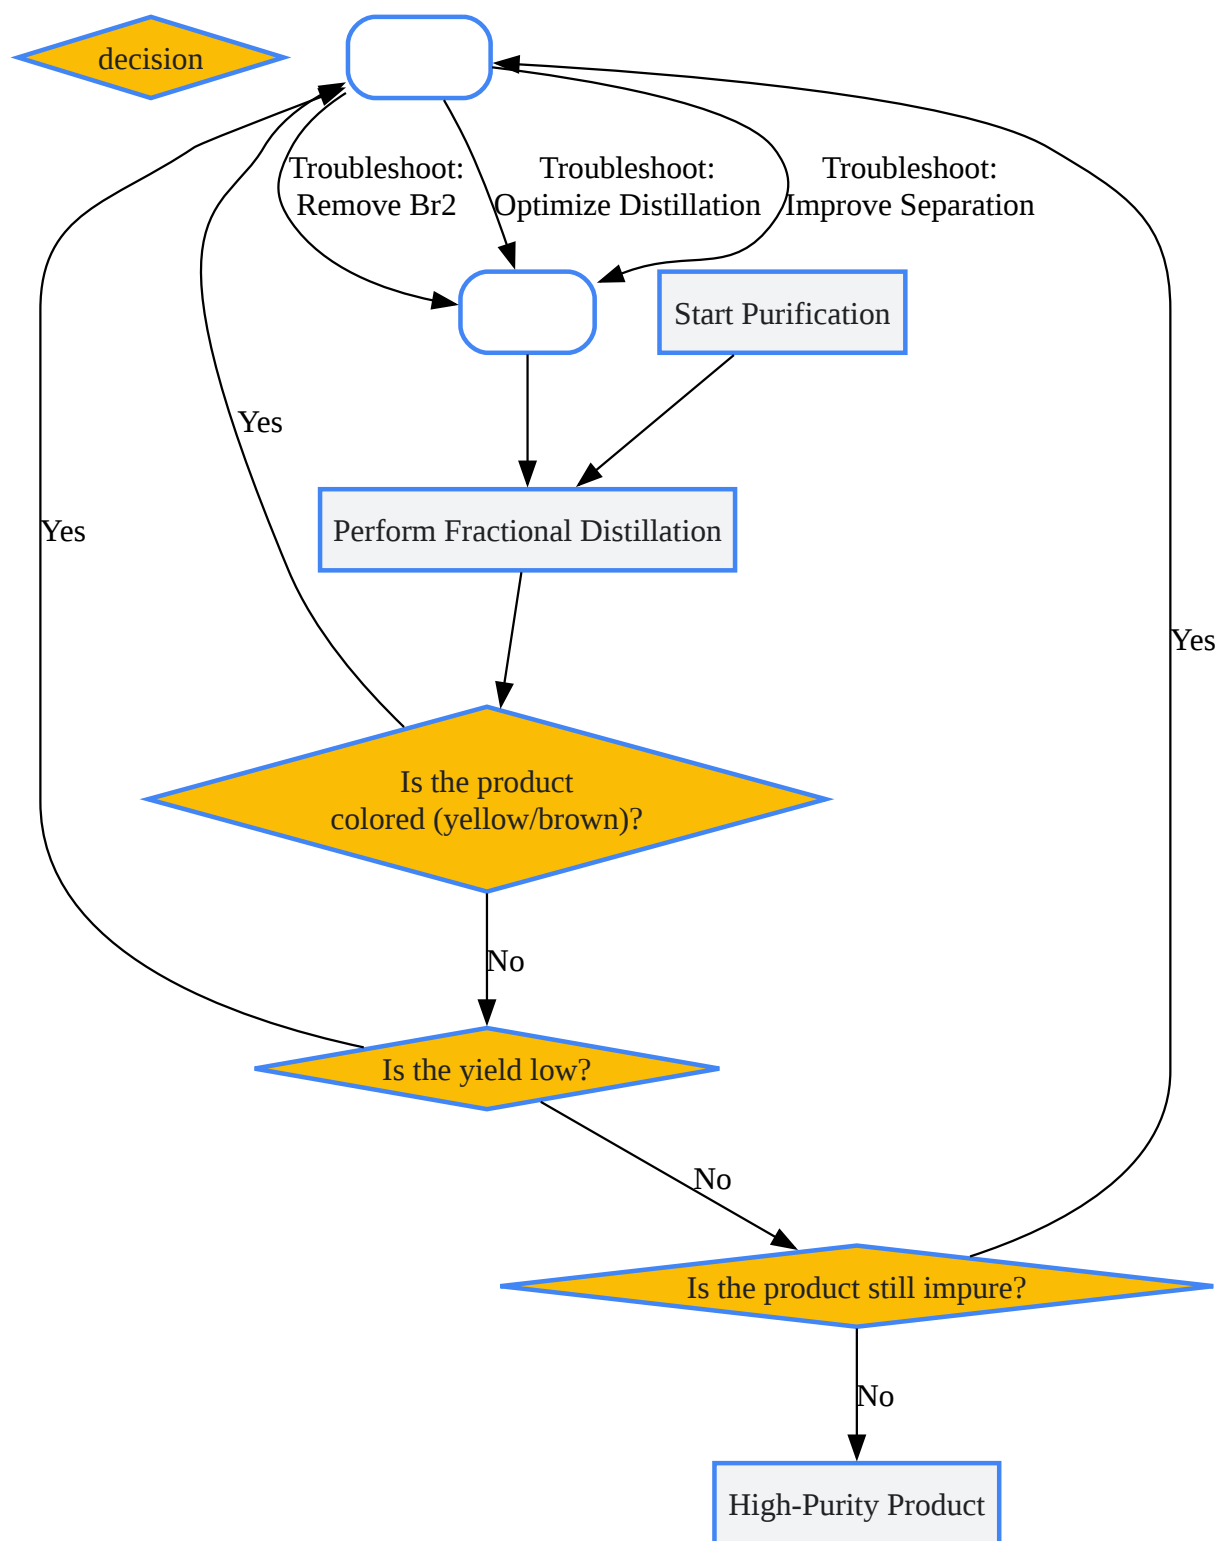 decision
Troubleshoot:
Remove Br2
Troubleshoot:
Optimize Distillation
Troubleshoot:
Improve Separation
Start Purification
Yes
Yes
Perform Fractional Distillation
Yes
Is the product
colored (yellow/brown)?
No
Is the yield low?
No
Is the product still impure?
No
High-Purity Product